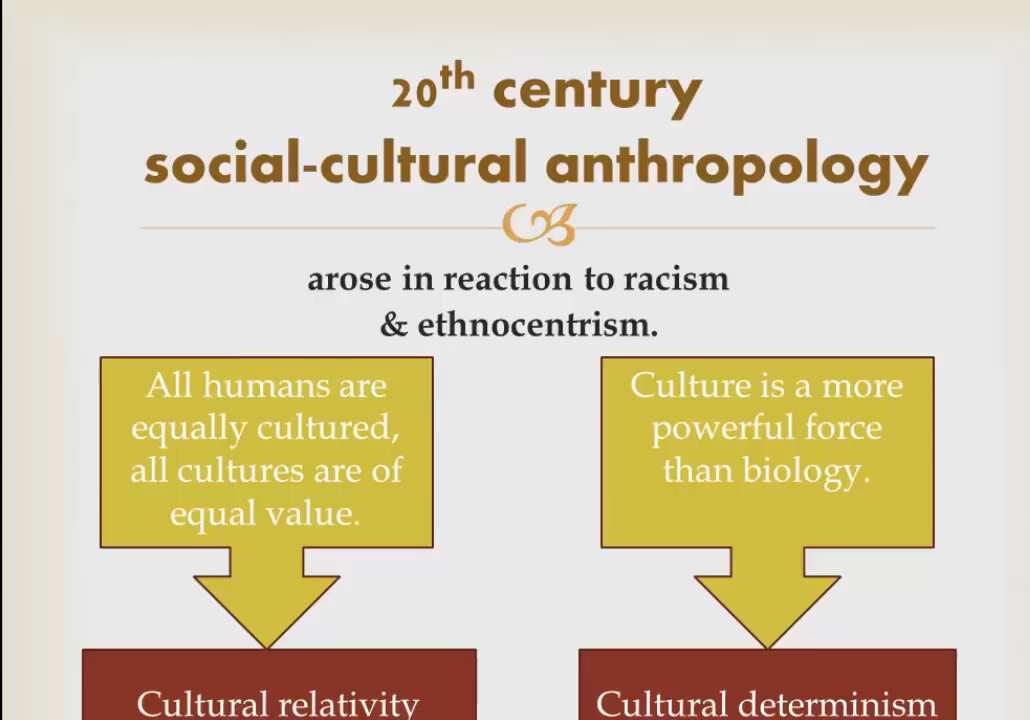 20th century
social-cultural anthropology
arose in reaction to racism
& ethnocentrism.
All humans are
equally cultured,
all cultures are of
equal value.
Culture is a more
powerful force
than biology.
Cultural relativity
Cultural determinism